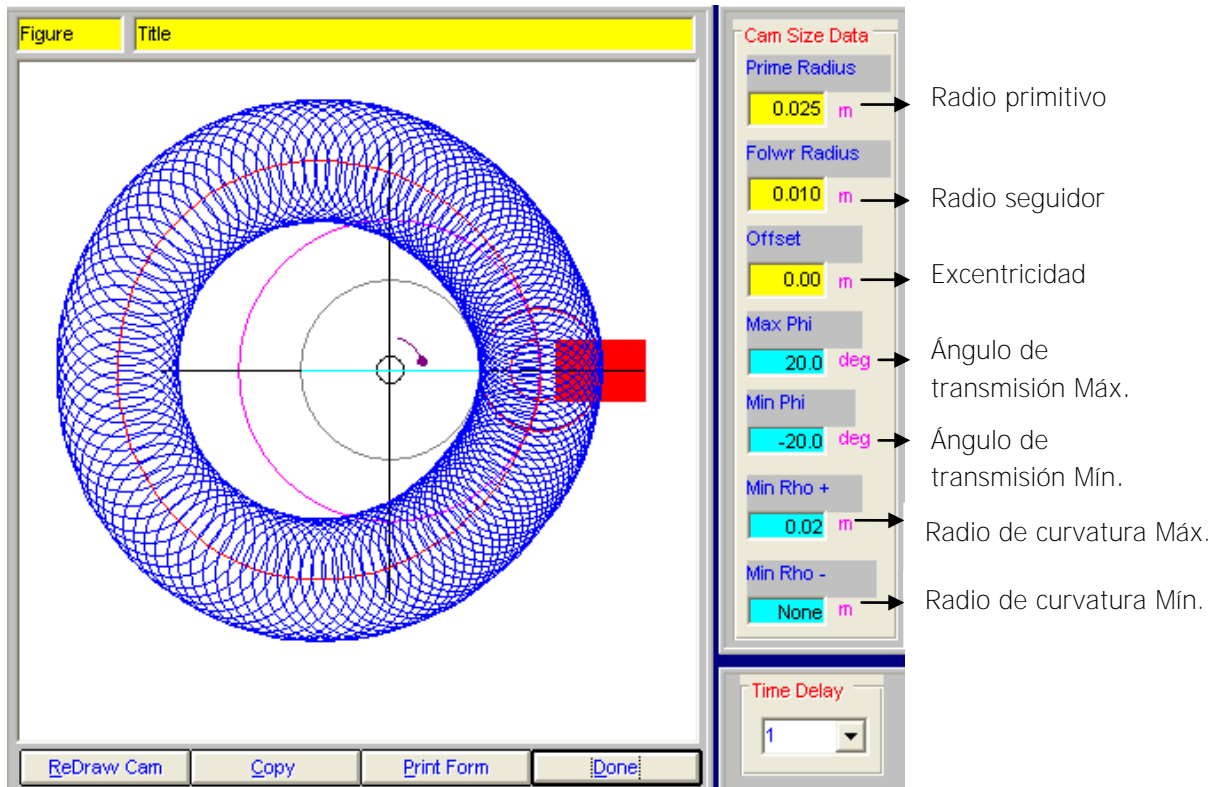 Figure
Title
Cam Size Data
Prime Radius
0.025 m
Radio primitivo
Folwr Radius
0.010 m
Radio seguidor
Offset
0.00 m
Excentricidad
Max Phi
20.0 deg
Ángulo de
transmisión Máx.
Min Phi
-20.0 deg
Ángulo de
transmisión Mín.
Min Rho +
0.02 m
Radio de curvatura Máx.
Min Rho -
None m
Radio de curvatura Mín.
Time Delay
1
ReDraw Cam
Copy
Print Form
Done